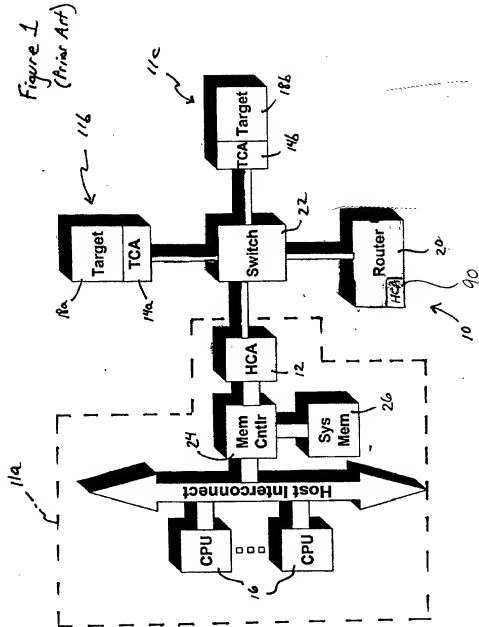 Figure 1
(Prior Art)
11a
11b
11c
CPU
CPU
16
Host Interconnect
24
Mem
Cntlr
Sys
Mem
26
HCA
12
Switch
22
Target
TCA
18a
14a
TCA
Target
14b
18b
Router
HCA
20
90
10